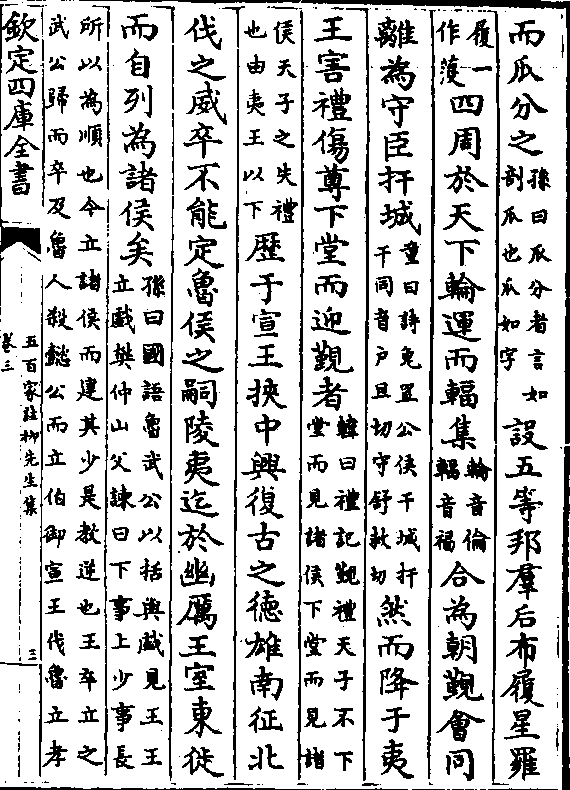 而瓜分之孫曰瓜分者言如剖瓜也瓜如字設五等邦羣后布履星羅
履一作濩四周於天下輪運而輻集輪音倫輻音福合為朝覲會同
離為守臣扞城童曰詩兔罝公侯干城扞干同音戶旦切守舒救切然而降于夷
王害禮傷尊下堂而迎覲者韓曰禮記覲禮天子不下堂而見諸侯下堂而見諸
侯天子之失禮也由夷王以下歴于宣王挾中興復古之徳雄南征北
伐之威卒不能定魯侯之嗣陵夷迄於幽厲王室東徙
而自列為諸侯矣孫曰國語魯武公以括與戲見王王立戲樊仲山父諫曰下事上少事長
所以為順也今立諸侯而建其少是教逆也王卒立之
武公歸而卒及魯人殺懿公而立伯御宣王伐魯立孝
欽定四庫全書
五百家註柳先生集
卷三
三